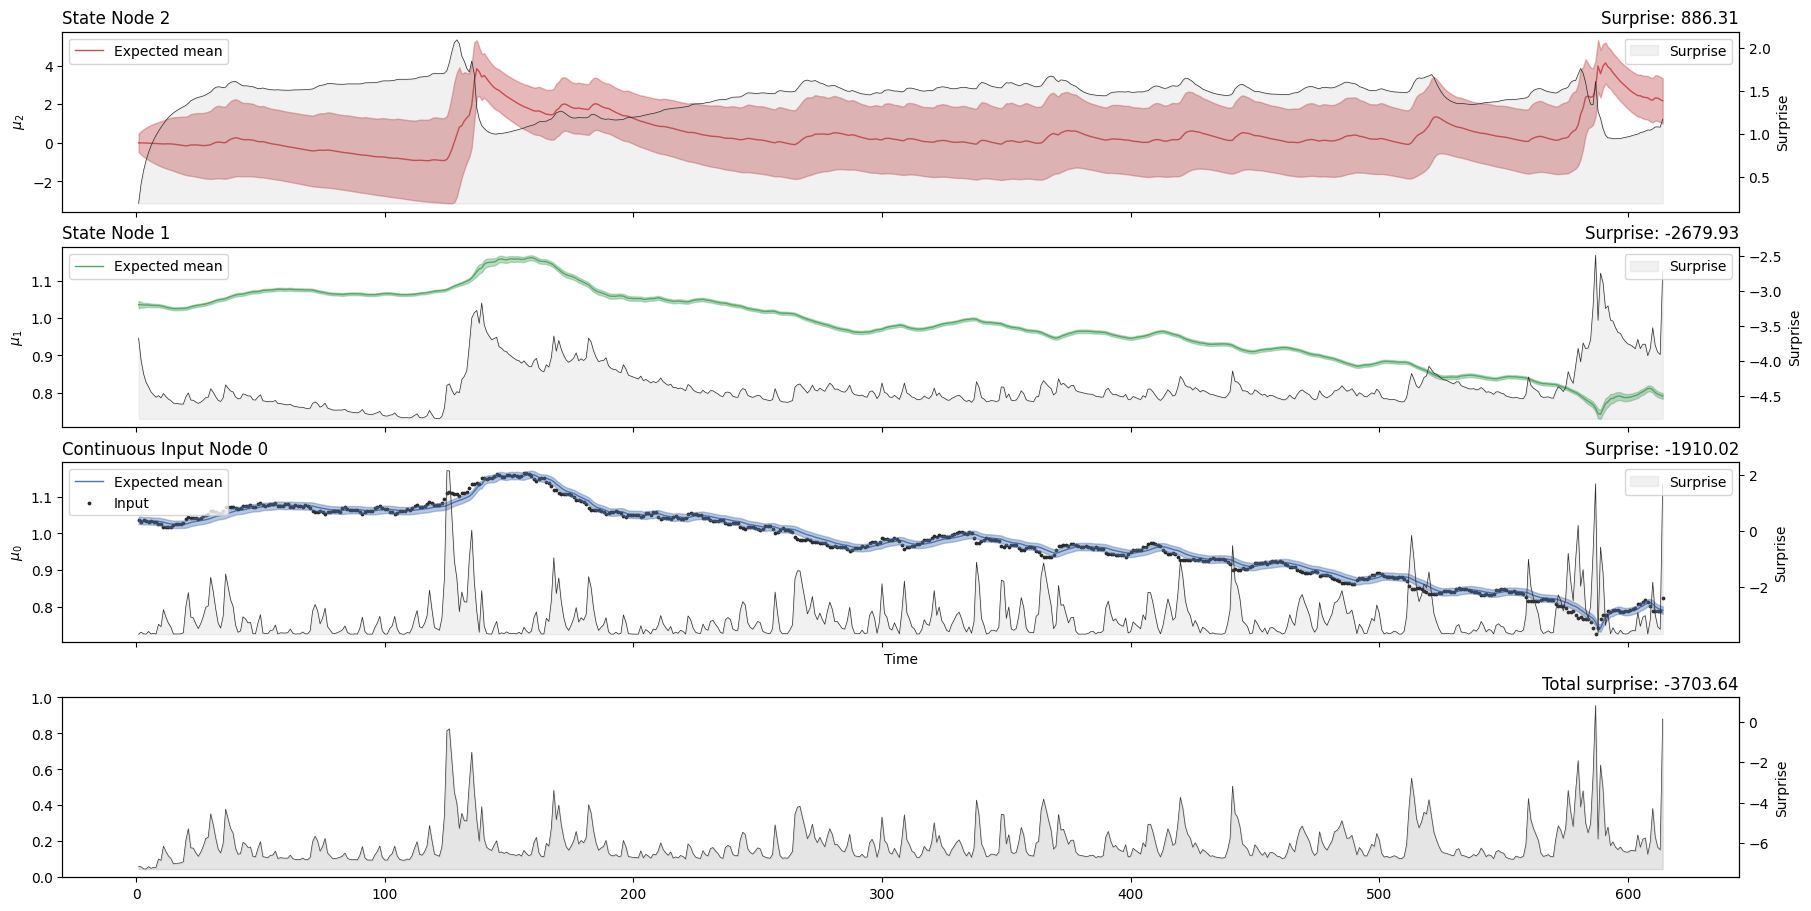 State Node 2
Surprise: 886.31
Expected mean
Surprise
4
2
0
−2
μ2
2.0
1.5
1.0
0.5
Surprise
State Node 1
Surprise: -2679.93
Expected mean
Surprise
1.1
1.0
0.9
0.8
μ1
−2.5
−3.0
−3.5
−4.0
−4.5
Surprise
Continuous Input Node 0
Surprise: -1910.02
Expected mean
Input
Surprise
1.1
1.0
0.9
0.8
μ0
2
0
−2
Surprise
Time
Total surprise: -3703.64
1.0
0.8
0.6
0.4
0.2
0.0
0
−2
−4
−6
Surprise
0 100 200 300 400 500 600